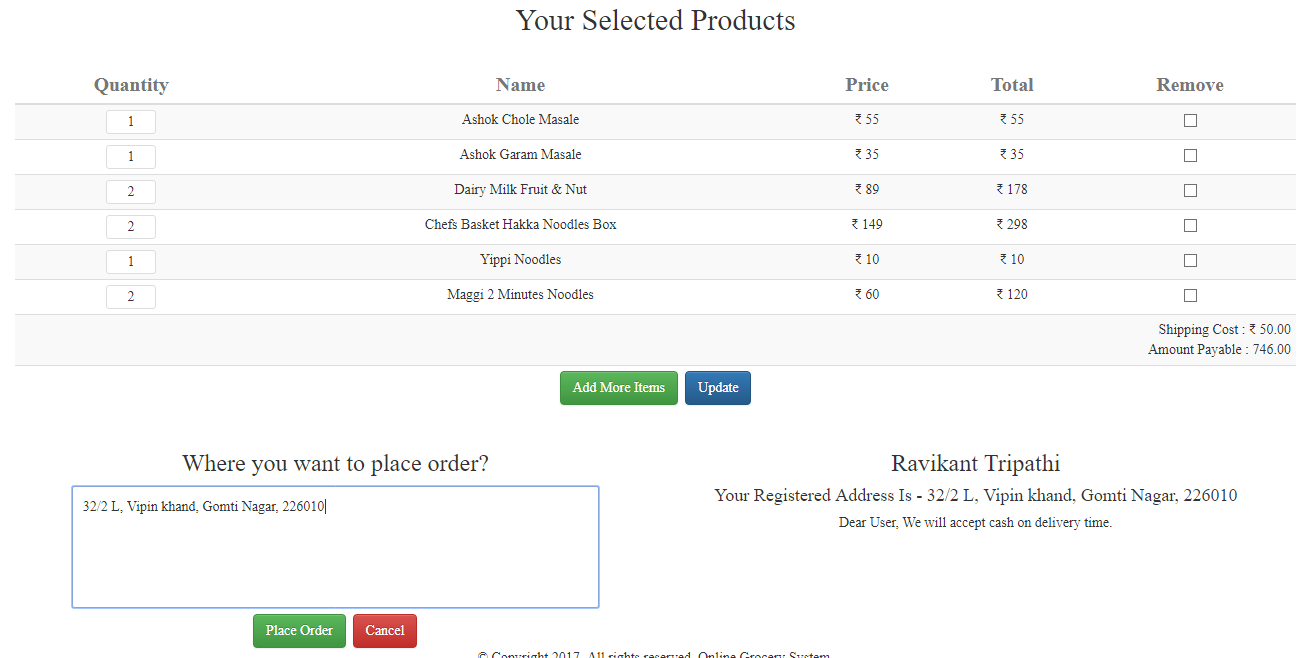 Your Selected Products
Quantity Name Price Total Remove
1 Ashok Chole Masale ₹ 55 ₹ 55
1 Ashok Garam Masale ₹ 35 ₹ 35
2 Dairy Milk Fruit & Nut ₹ 89 ₹ 178
2 Chefs Basket Hakka Noodles Box ₹ 149 ₹ 298
1 Yippi Noodles ₹ 10 ₹ 10
2 Maggi 2 Minutes Noodles ₹ 60 ₹ 120
Shipping Cost : ₹ 50.00
Amount Payable : 746.00
Add More Items Update
Where you want to place order?
32/2 L, Vipin khand, Gomti Nagar, 226010
Place Order Cancel
Ravikant Tripathi
Your Registered Address Is - 32/2 L, Vipin khand, Gomti Nagar, 226010
Dear User, We will accept cash on delivery time.
© Copyright 2017. All rights reserved. Online Grocery System